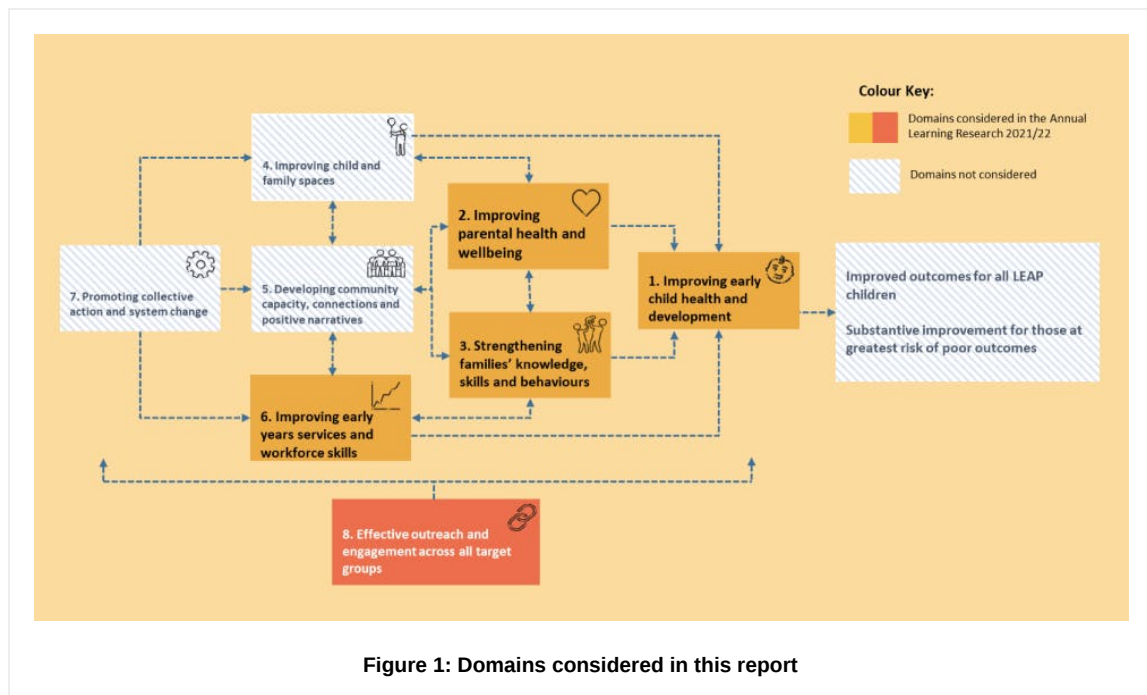 Colour Key:
Domains considered in the Annual
Learning Research 2021/22
Domains not considered
4. Improving child and
family spaces
2. Improving
parental health and
wellbeing
7. Promoting collective
action and system change
5. Developing community
capacity, connections and
positive narratives
1. Improving early
child health and
development
Improved outcomes for all LEAP
children
Substantive improvement for those at
greatest risk of poor outcomes
3. Strengthening
families’ knowledge,
skills and behaviours
6. Improving early
years services and
workforce skills
8. Effective outreach and
engagement across all target
groups
Figure 1: Domains considered in this report